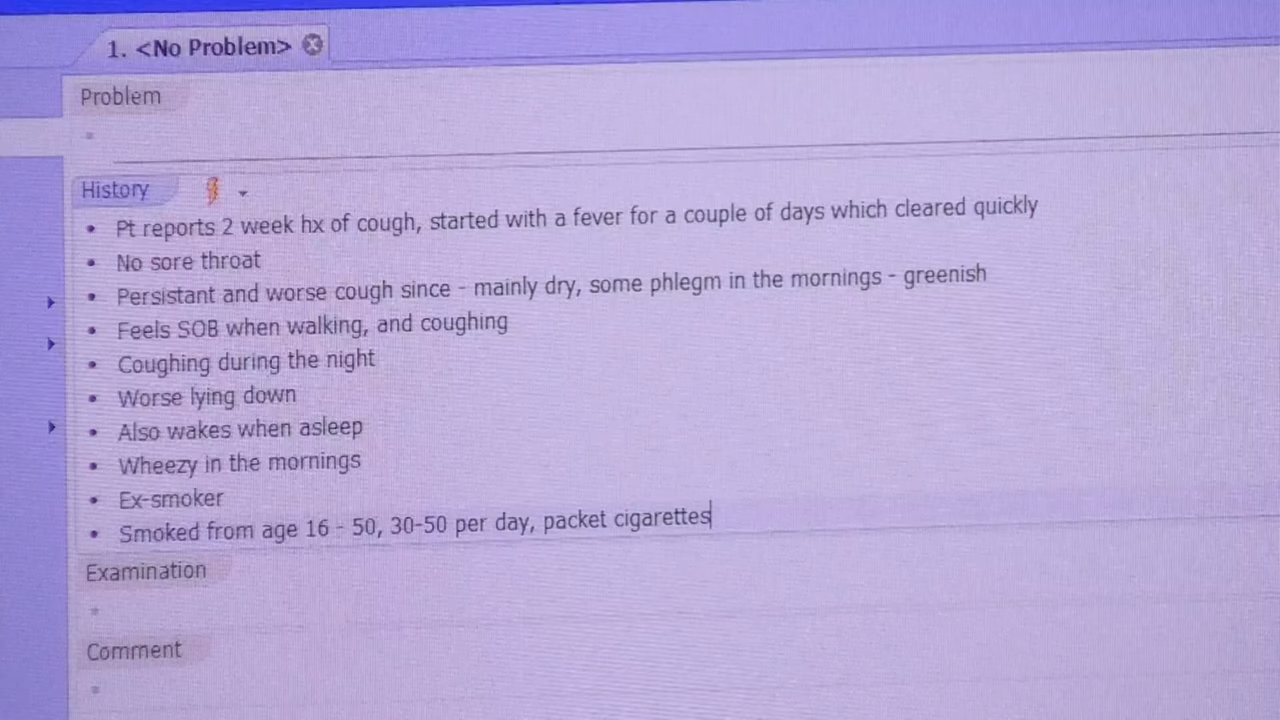 1. <No Problem>
Problem
History
Pt reports 2 week hx of cough, started with a fever for a couple of days which cleared quickly
No sore throat
Persistant and worse cough since - mainly dry, some phlegm in the mornings - greenish
Feels SOB when walking, and coughing
Coughing during the night
Worse lying down
Also wakes when asleep
Wheezy in the mornings
Ex-smoker
Smoked from age 16 - 50, 30-50 per day, packet cigarettes
Examination
Comment